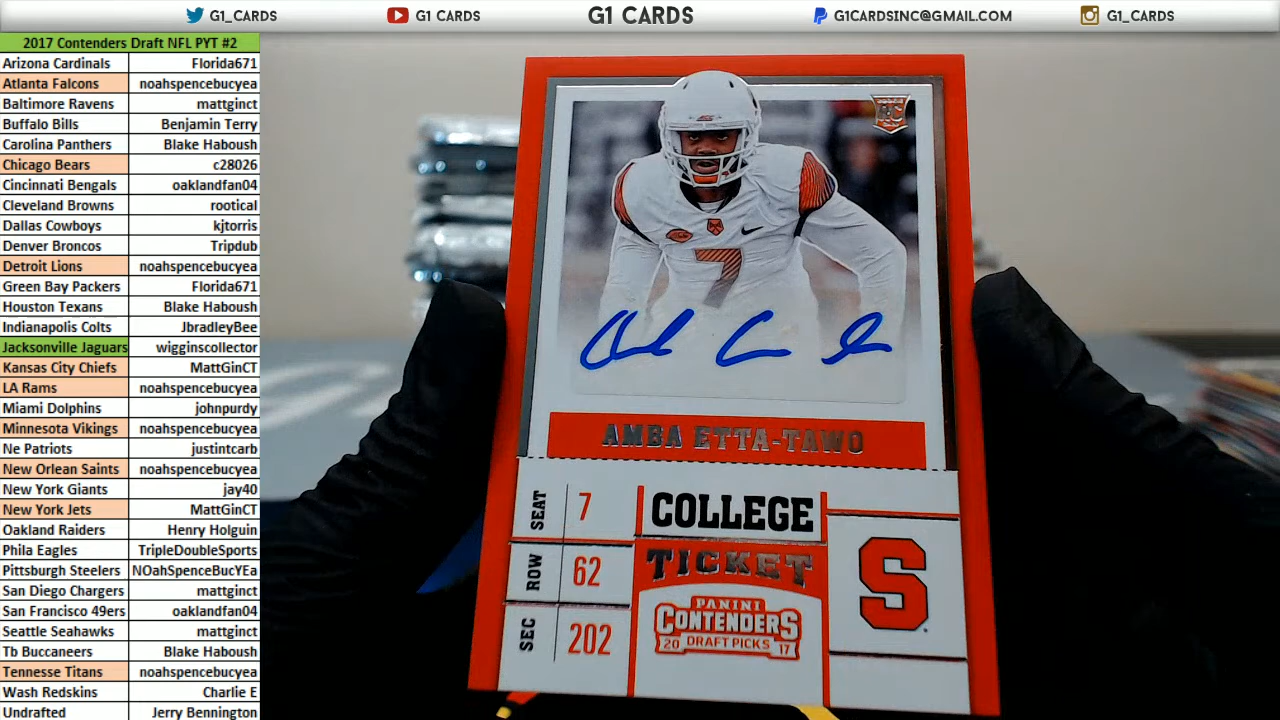 G1_CARDS
G1 CARDS
G1 CARDS
G1CARDSINC@GMAIL.COM
G1_CARDS
2017 Contenders Draft NFL PYT #2
Arizona Cardinals Florida671
Atlanta Falcons noahspencebucyea
Baltimore Ravens mattginct
Buffalo Bills Benjamin Terry
Carolina Panthers Blake Haboush
Chicago Bears c28026
Cincinnati Bengals oaklandfan04
Cleveland Browns rootical
Dallas Cowboys kjtorris
Denver Broncos Tripdub
Detroit Lions noahspencebucyea
Green Bay Packers Florida671
Houston Texans Blake Haboush
Indianapolis Colts JbradleyBee
Jacksonville Jaguars wigginscollector
Kansas City Chiefs MattGinCT
LA Rams noahspencebucyea
Miami Dolphins johnpurdy
Minnesota Vikings noahspencebucyea
Ne Patriots justintcarb
New Orlean Saints noahspencebucyea
New York Giants jay40
New York Jets MattGinCT
Oakland Raiders Henry Holguin
Phila Eagles TripleDoubleSports
Pittsburgh Steelers NOahSpenceBucYEa
San Diego Chargers mattginct
San Francisco 49ers oaklandfan04
Seattle Seahawks mattginct
Tb Buccaneers Blake Haboush
Tennesse Titans noahspencebucyea
Wash Redskins Charlie E
Undrafted Jerry Bennington
RC
7
AMBA ETTA-TAWO
SEAT 7
ROW 62
SEC 202
COLLEGE
TICKET
PANINI
CONTENDERS
20 DRAFT PICKS 17
S